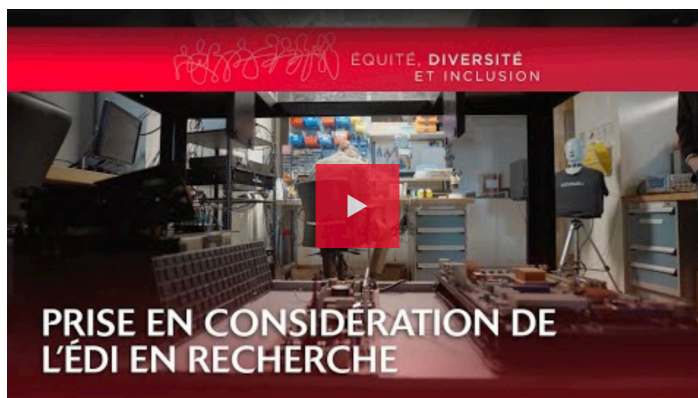 ÉQUITÉ, DIVERSITÉ
ET INCLUSION
PRISE EN CONSIDÉRATION DE
L'ÉDI EN RECHERCHE